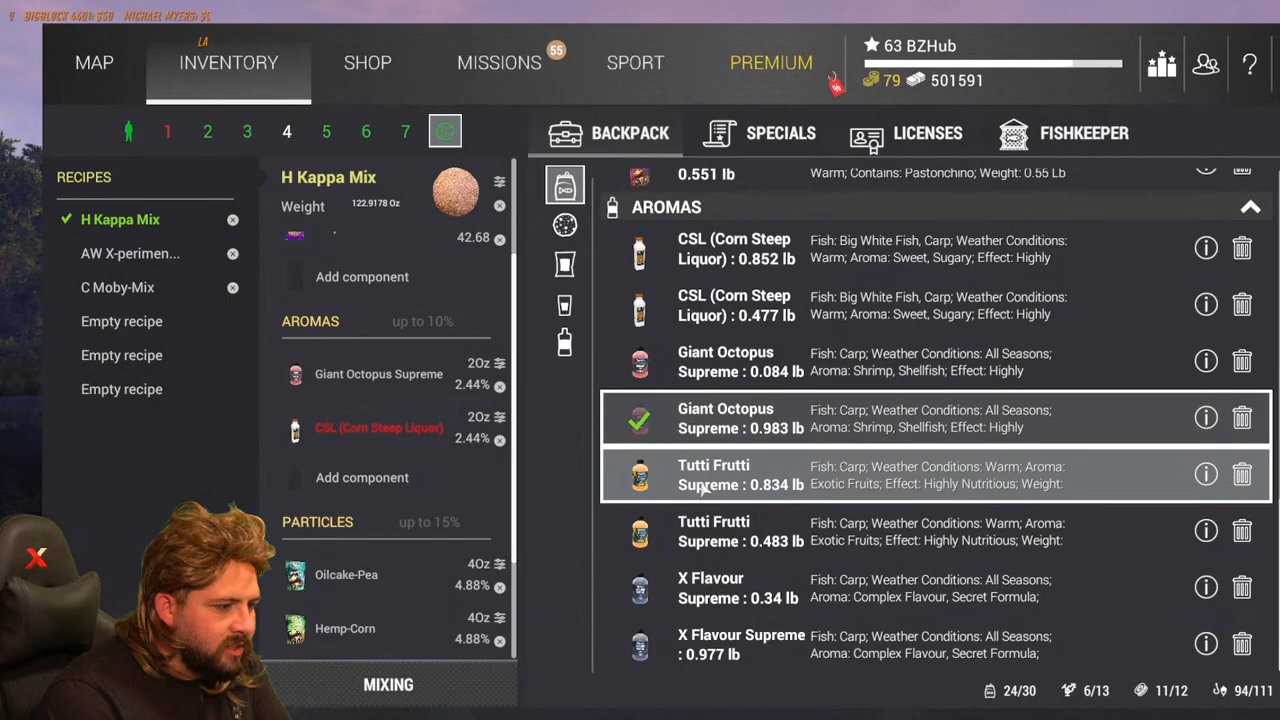 BIGBUCK 4401: $50 MICHAEL MYERS: $5
LA
MAP
INVENTORY
SHOP
MISSIONS
55
SPORT
PREMIUM
63 BZHub
79
501591
?
1
2
3
4
5
6
7
BACKPACK
SPECIALS
LICENSES
FISHKEEPER
RECIPES
H Kappa Mix
AW X-perimen...
C Moby-Mix
Empty recipe
Empty recipe
Empty recipe
H Kappa Mix
Weight
122.9178 Oz
42.68
Add component
AROMAS
up to 10%
Giant Octopus Supreme
2Oz
2.44%
CSL (Corn Steep Liquor)
2Oz
2.44%
Add component
PARTICLES
up to 15%
Oilcake-Pea
4Oz
4.88%
Hemp-Corn
4Oz
4.88%
MIXING
0.551 lb
Warm; Contains: Pastonchino; Weight: 0.55 Lb
AROMAS
CSL (Corn Steep
Liquor) : 0.852 lb
Fish: Big White Fish, Carp; Weather Conditions:
Warm; Aroma: Sweet, Sugary; Effect: Highly
CSL (Corn Steep
Liquor) : 0.477 lb
Fish: Big White Fish, Carp; Weather Conditions:
Warm; Aroma: Sweet, Sugary; Effect: Highly
Giant Octopus
Supreme : 0.084 lb
Fish: Carp; Weather Conditions: All Seasons;
Aroma: Shrimp, Shellfish; Effect: Highly
Giant Octopus
Supreme : 0.983 lb
Fish: Carp; Weather Conditions: All Seasons;
Aroma: Shrimp, Shellfish; Effect: Highly
Tutti Frutti
Supreme : 0.834 lb
Fish: Carp; Weather Conditions: Warm; Aroma:
Exotic Fruits; Effect: Highly Nutritious; Weight:
Tutti Frutti
Supreme : 0.483 lb
Fish: Carp; Weather Conditions: Warm; Aroma:
Exotic Fruits; Effect: Highly Nutritious; Weight:
X Flavour
Supreme : 0.34 lb
Fish: Carp; Weather Conditions: All Seasons;
Aroma: Complex Flavour, Secret Formula;
X Flavour Supreme
: 0.977 lb
Fish: Carp; Weather Conditions: All Seasons;
Aroma: Complex Flavour, Secret Formula;
24/30
6/13
11/12
94/111
X